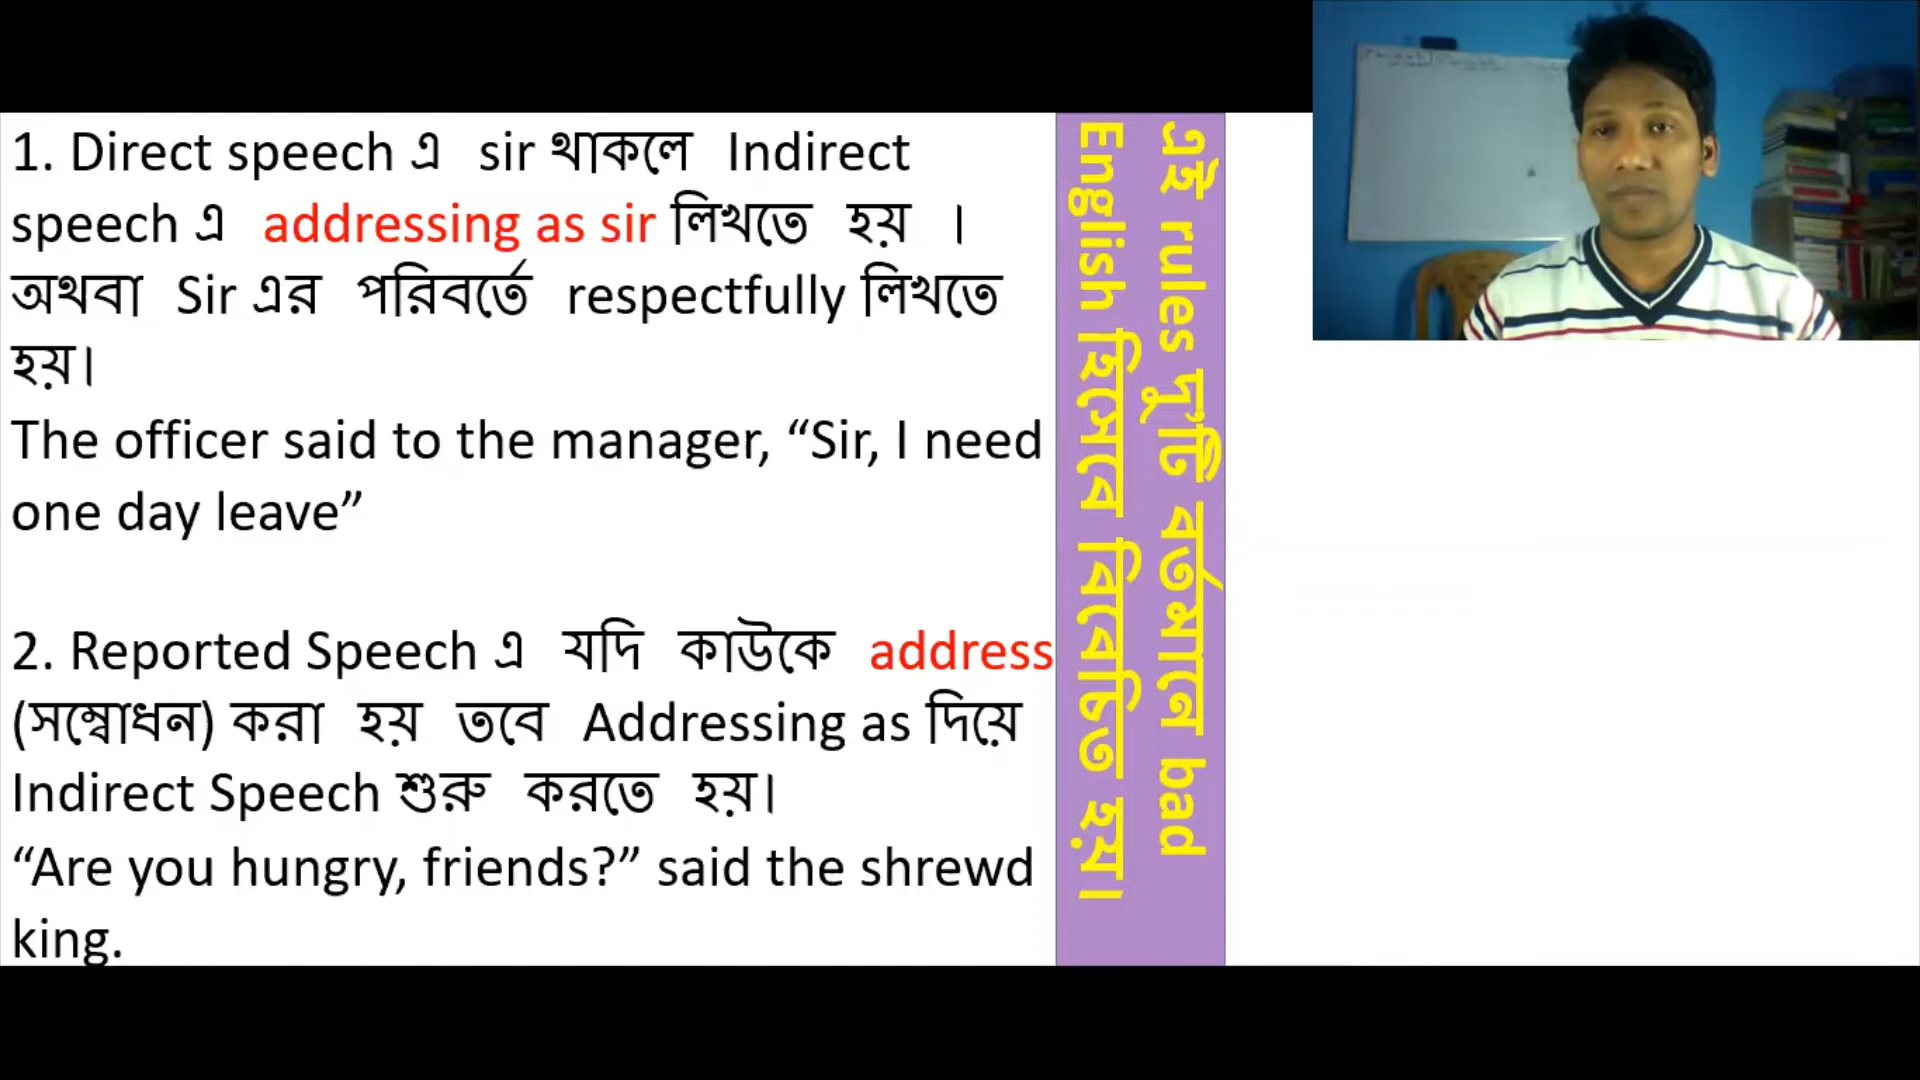 1. Direct speech এ sir থাকলে Indirect
speech এ addressing as sir লিখতে হয় ।
অথবা Sir এর পরিবর্তে respectfully লিখতে
হয়।
The officer said to the manager, “Sir, I need
one day leave”
2. Reported Speech এ যদি কাউকে address
(সম্বোধন) করা হয় তবে Addressing as দিয়ে
Indirect Speech শুরু করতে হয়।
“Are you hungry, friends?” said the shrewd
king.
এই rules দু'টি বর্তমানে bad
English হিসেবে বিবেচিত হয়।